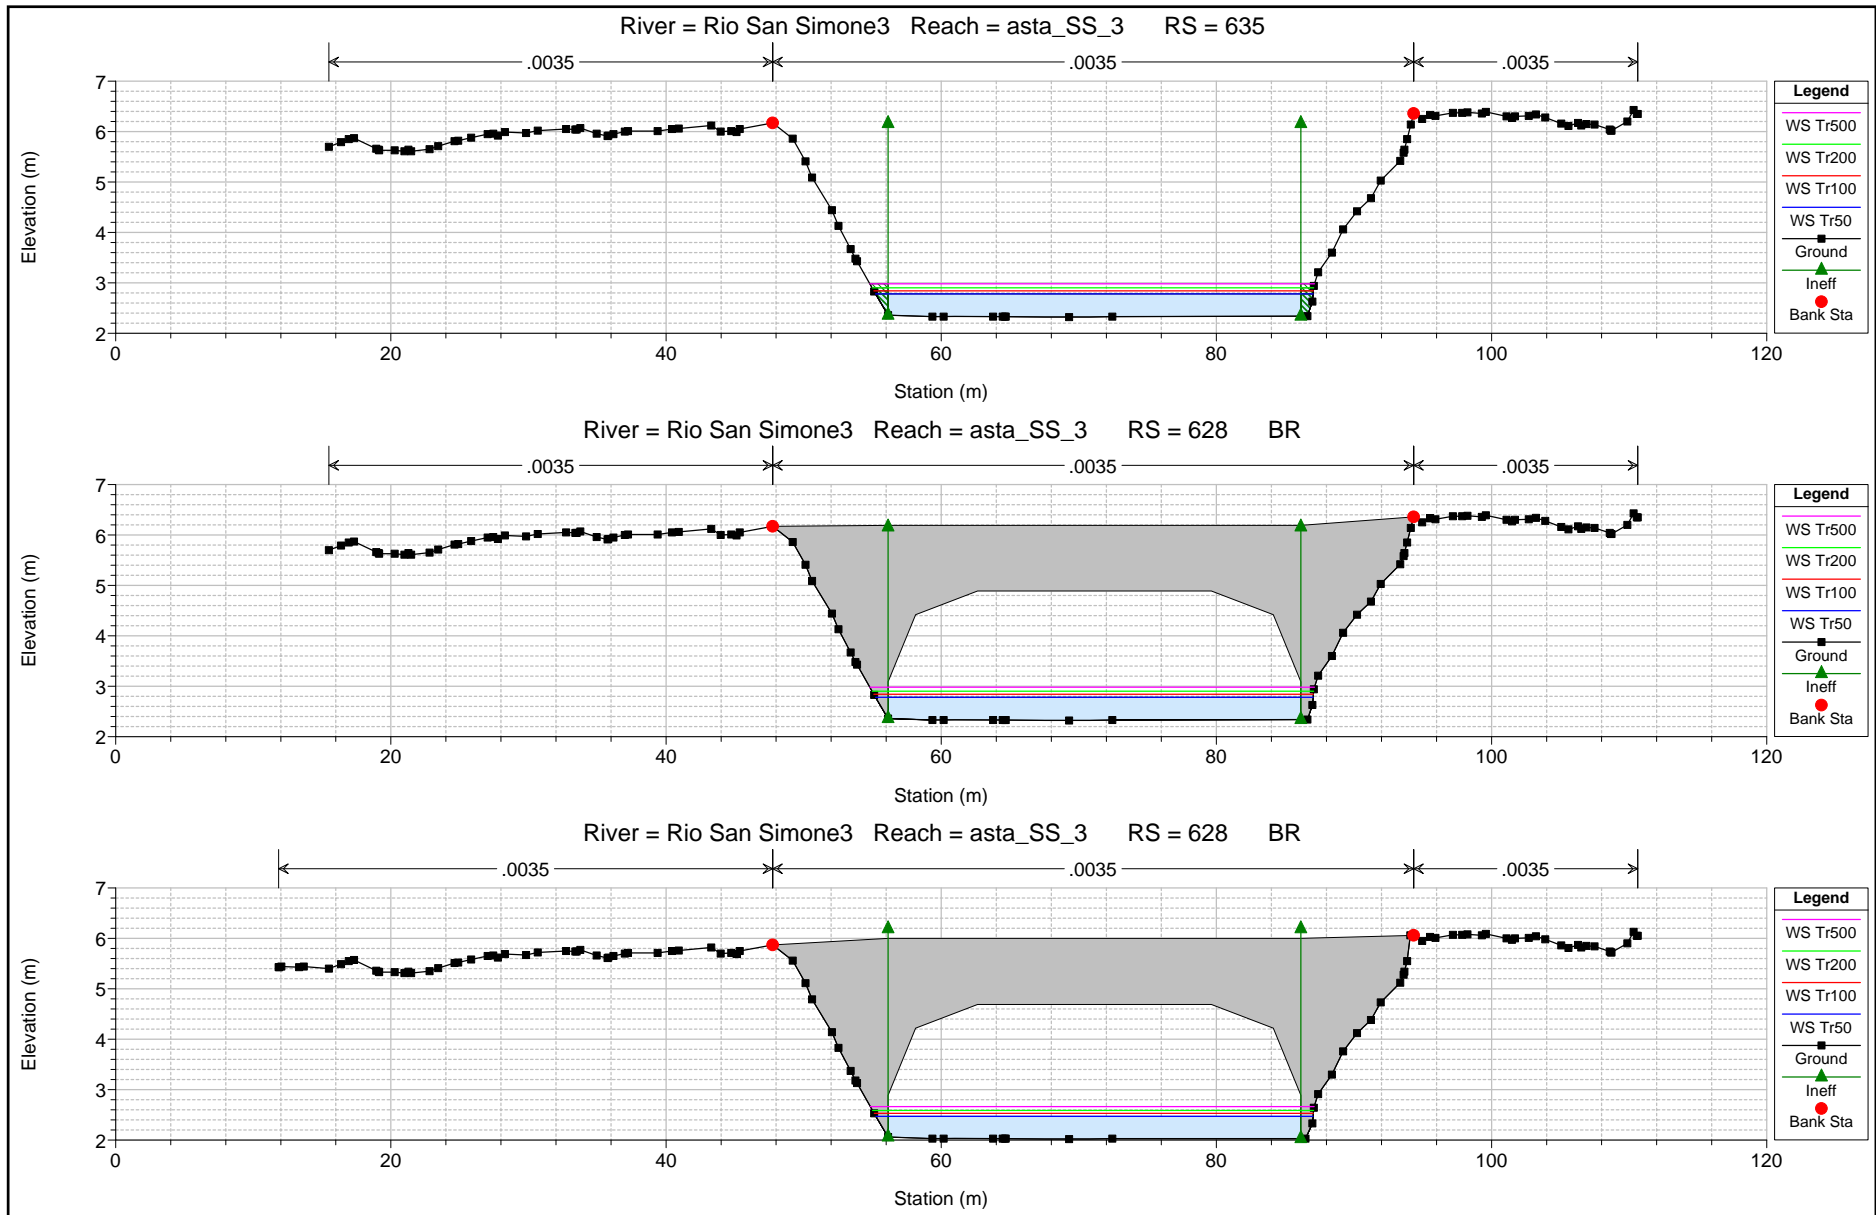 River = Rio San Simone3 Reach = asta_SS_3 RS = 635
.0035 .0035 .0035
7
6
5
4
3
2
Elevation (m)
0 20 40 60 80 100 120
Station (m)
Legend
WS Tr500
WS Tr200
WS Tr100
WS Tr50
Ground
Ineff
Bank Sta
River = Rio San Simone3 Reach = asta_SS_3 RS = 628 BR
.0035 .0035 .0035
7
6
5
4
3
2
Elevation (m)
0 20 40 60 80 100 120
Station (m)
Legend
WS Tr500
WS Tr200
WS Tr100
WS Tr50
Ground
Ineff
Bank Sta
River = Rio San Simone3 Reach = asta_SS_3 RS = 628 BR
.0035 .0035 .0035
7
6
5
4
3
2
Elevation (m)
0 20 40 60 80 100 120
Station (m)
Legend
WS Tr500
WS Tr200
WS Tr100
WS Tr50
Ground
Ineff
Bank Sta